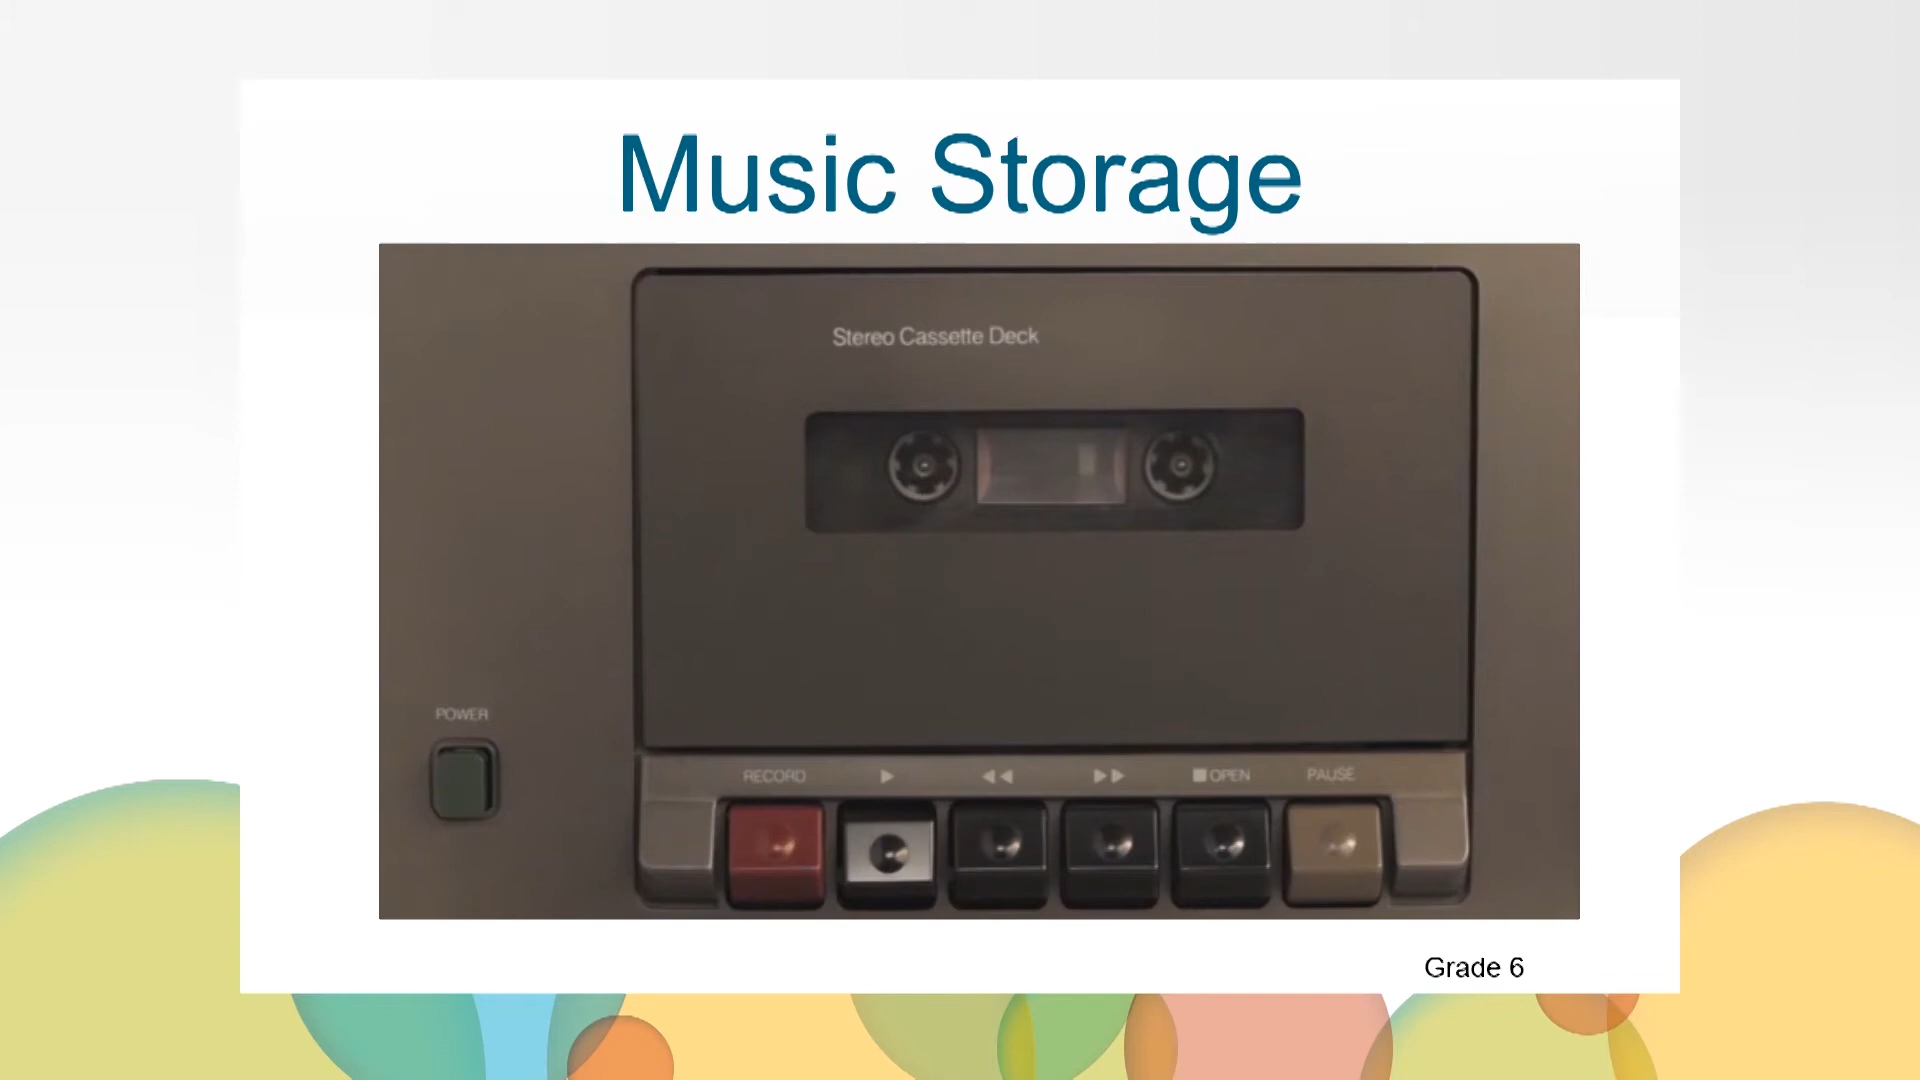 Music Storage
Stereo Cassette Deck
POWER
RECORD
OPEN
PAUSE
Grade 6